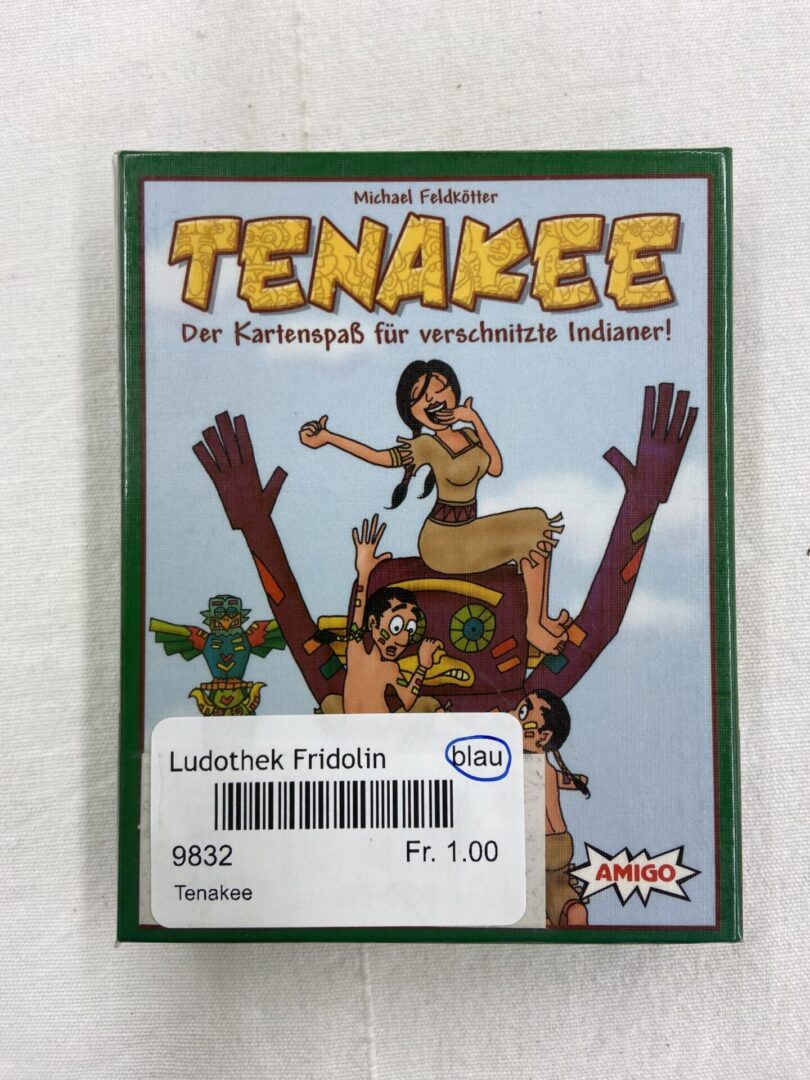 Michael Feldkötter
TENAKEE
Der Kartenspaß für verschnitzte Indianer!
Ludothek Fridolin blau
9832 Fr. 1.00
Tenakee
AMIGO